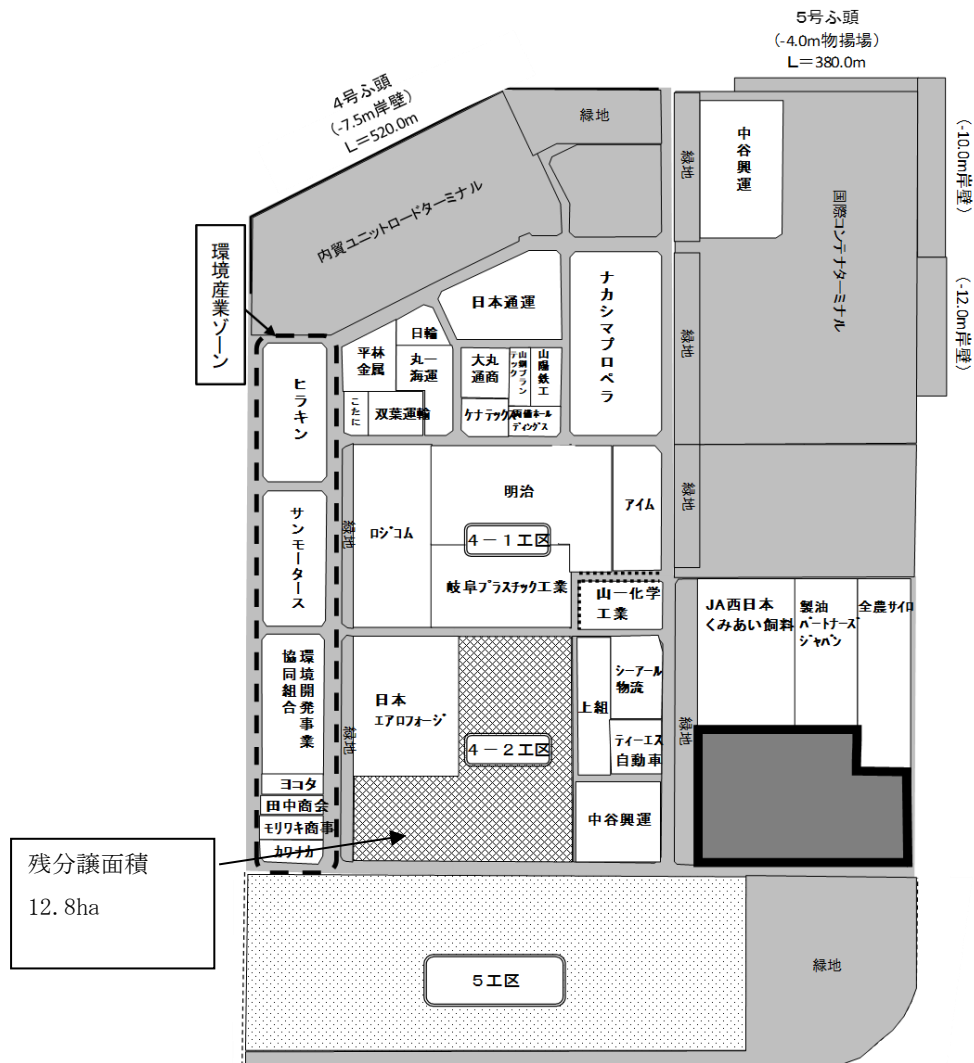 5号ふ頭
(-4.0m物揚場)
L=380.0m
4号ふ頭
(-7.5m岸壁)
L=520.0m
緑地
緑地
中谷興運
(-10.0m岸壁)
内貿ユニットロードターミナル
国際コンテナターミナル
(-12.0m岸壁)
環境産業ゾーン
日本通運
ナカシマプロペラ
緑地
日輪
平林
金属
丸一
海運
大丸
通商
山陽鉄工
ヒラキン
こたに
双葉運輸
ケナテックス
ディングス
明治
アイム
緑地
サンモータース
緑地
ロジコム
4-1工区
岐阜プラスチック工業
山一化学
工業
JA西日本
くみあい飼料
製油
パートナーズ
ジャパン
全農サイロ
環境開発事業
協同組合
日本
エアロフォージ
シーアール
物流
上組
緑地
緑地
4-2工区
ティーエス
自動車
ヨコタ
田中商会
モリワキ商事
カワナカ
中谷興運
残分譲面積
12.8ha
5工区
緑地